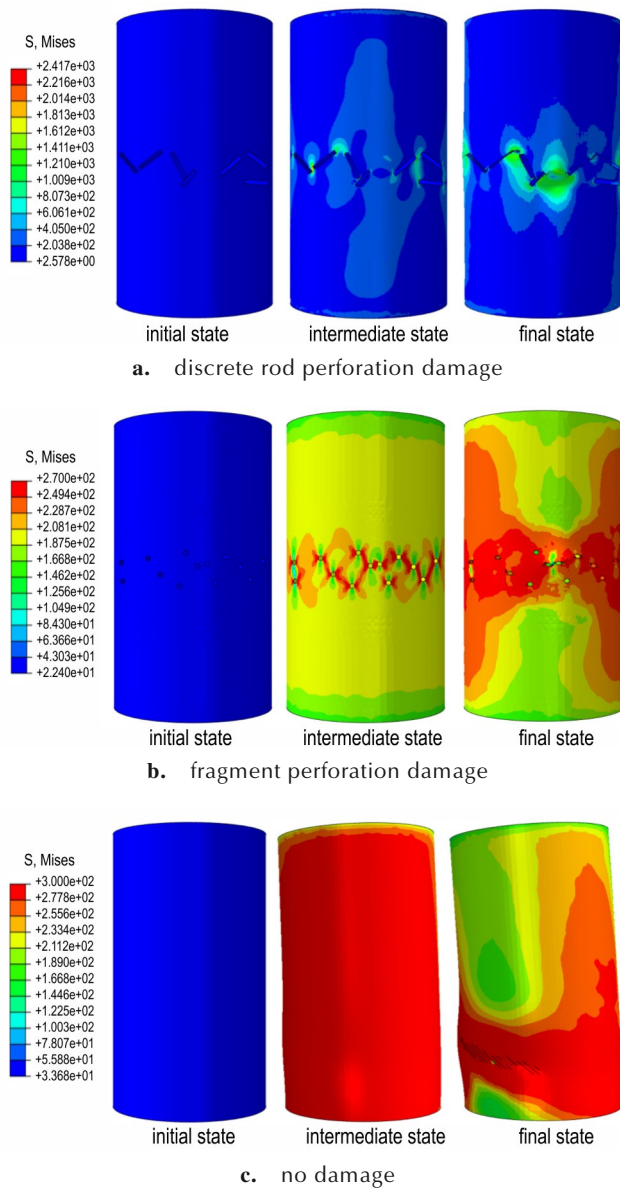 S, Mises
+2.417e+03
+2.216e+03
+2.014e+03
+1.813e+03
+1.612e+03
+1.411e+03
+1.210e+03
+1.009e+03
+8.073e+02
+6.061e+02
+4.050e+02
+2.038e+02
+2.578e+00
initial state
intermediate state
final state
a. discrete rod perforation damage
S, Mises
+2.700e+02
+2.494e+02
+2.287e+02
+2.081e+02
+1.875e+02
+1.668e+02
+1.462e+02
+1.256e+02
+1.049e+02
+8.430e+01
+6.366e+01
+4.303e+01
+2.240e+01
initial state
intermediate state
final state
b. fragment perforation damage
S, Mises
+3.000e+02
+2.778e+02
+2.556e+02
+2.334e+02
+2.112e+02
+1.890e+02
+1.668e+02
+1.446e+02
+1.225e+02
+1.003e+02
+7.807e+01
+5.588e+01
+3.368e+01
initial state
intermediate state
final state
c. no damage